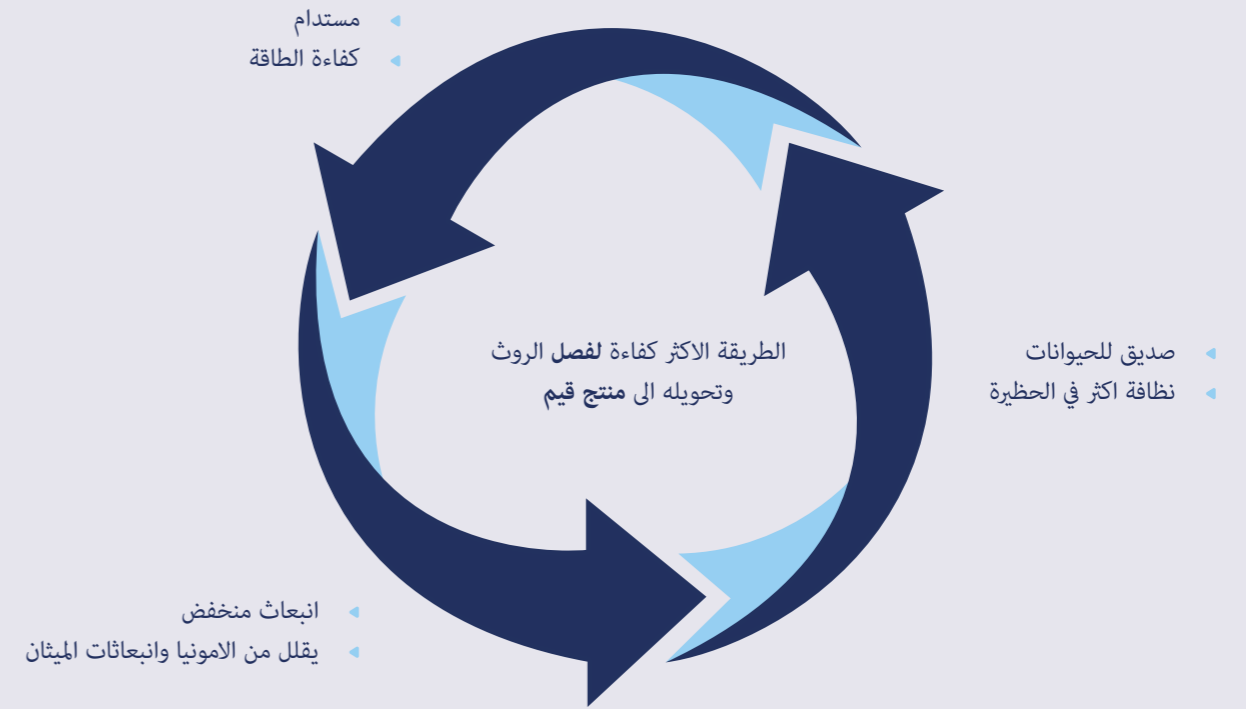 مستدام
كفاءة الطاقة
الطريقة الاكثر كفاءة لفصل الروث
وتحويله الى منتج قيم
صديق للحيوانات
نظافة اكثر في الحظيرة
انبعاث منخفض
يقلل من الامونيا وانبعاثات الميثان